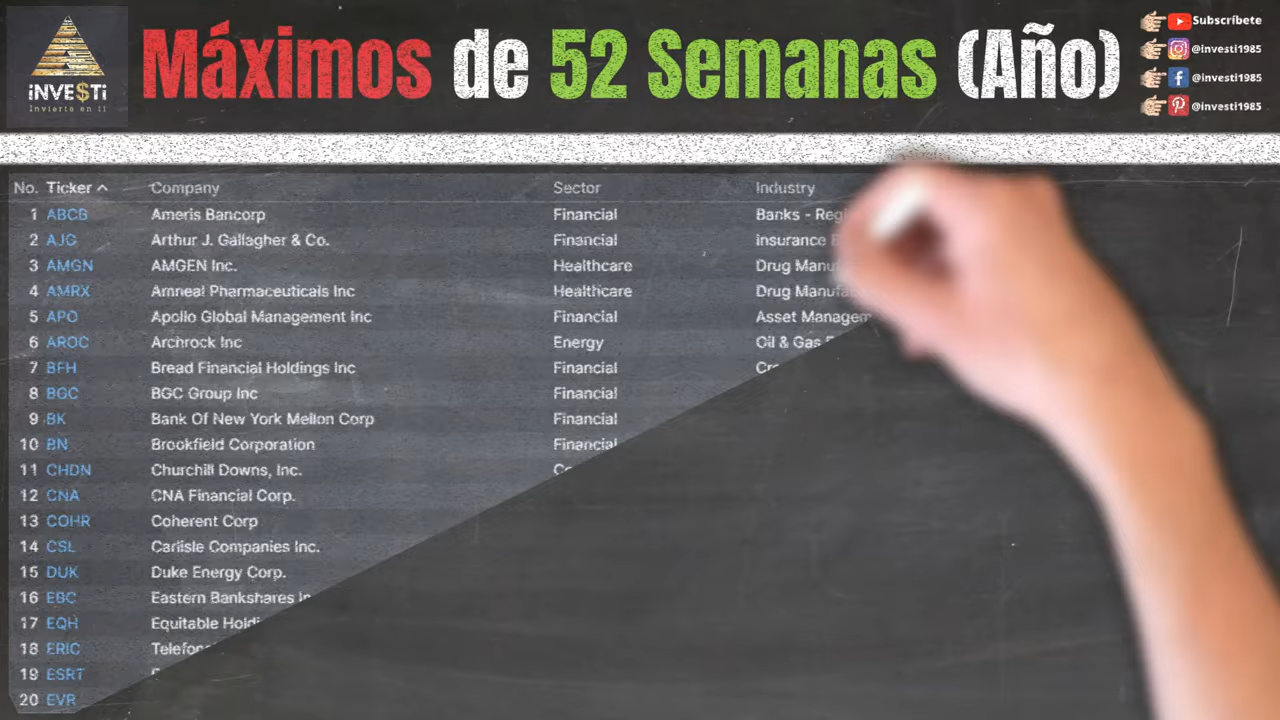 iNVE$Ti
Invierte en ti
Máximos de 52 Semanas (Año)
Subscríbete
@investi1985
@investi1985
@investi1985
No. Ticker Company Sector Industry
1 ABCB Ameris Bancorp Financial Banks -
2 AJG Arthur J. Gallagher & Co. Financial Insurance
3 AMGN AMGEN Inc. Healthcare Drug
4 AMRX Amneal Pharmaceuticals Inc Healthcare Drug
5 APO Apollo Global Management Inc Financial Asset
6 AROC Archrock Inc Energy Oil & Gas
7 BFH Bread Financial Holdings Inc Financial
8 BGC BGC Group Inc Financial
9 BK Bank Of New York Mellon Corp Financial
10 BN Brookfield Corporation Financial
11 CHDN Churchill Downs, Inc.
12 CNA CNA Financial Corp.
13 COHR Coherent Corp
14 CSL Carlisle Companies Inc.
15 DUK Duke Energy Corp.
16 EBC Eastern Bankshares
17 EQH Equitable
18 ERIC
19 ESRT
20 EVR